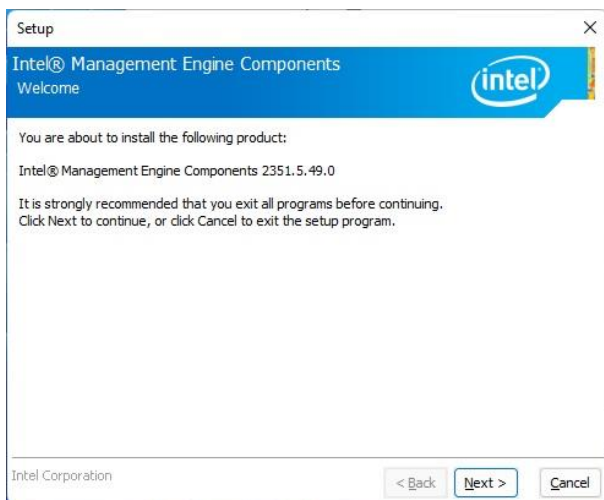 Setup
Intel® Management Engine Components
Welcome
intel
You are about to install the following product:
Intel® Management Engine Components 2351.5.49.0
It is strongly recommended that you exit all programs before continuing.
Click Next to continue, or click Cancel to exit the setup program.
Intel Corporation
< Back
Next >
Cancel